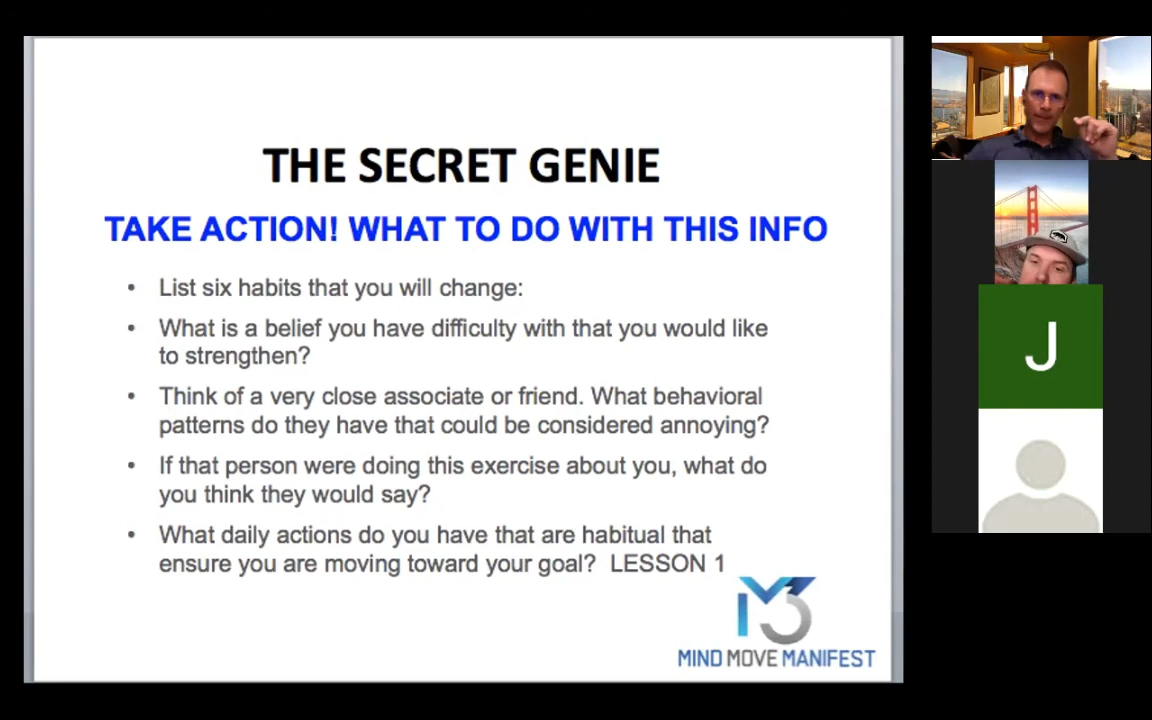 THE SECRET GENIE
TAKE ACTION! WHAT TO DO WITH THIS INFO
• List six habits that you will change:
• What is a belief you have difficulty with that you would like
to strengthen?
• Think of a very close associate or friend. What behavioral
patterns do they have that could be considered annoying?
• If that person were doing this exercise about you, what do
you think they would say?
• What daily actions do you have that are habitual that
ensure you are moving toward your goal?  LESSON 1
M3
MIND MOVE MANIFEST
J